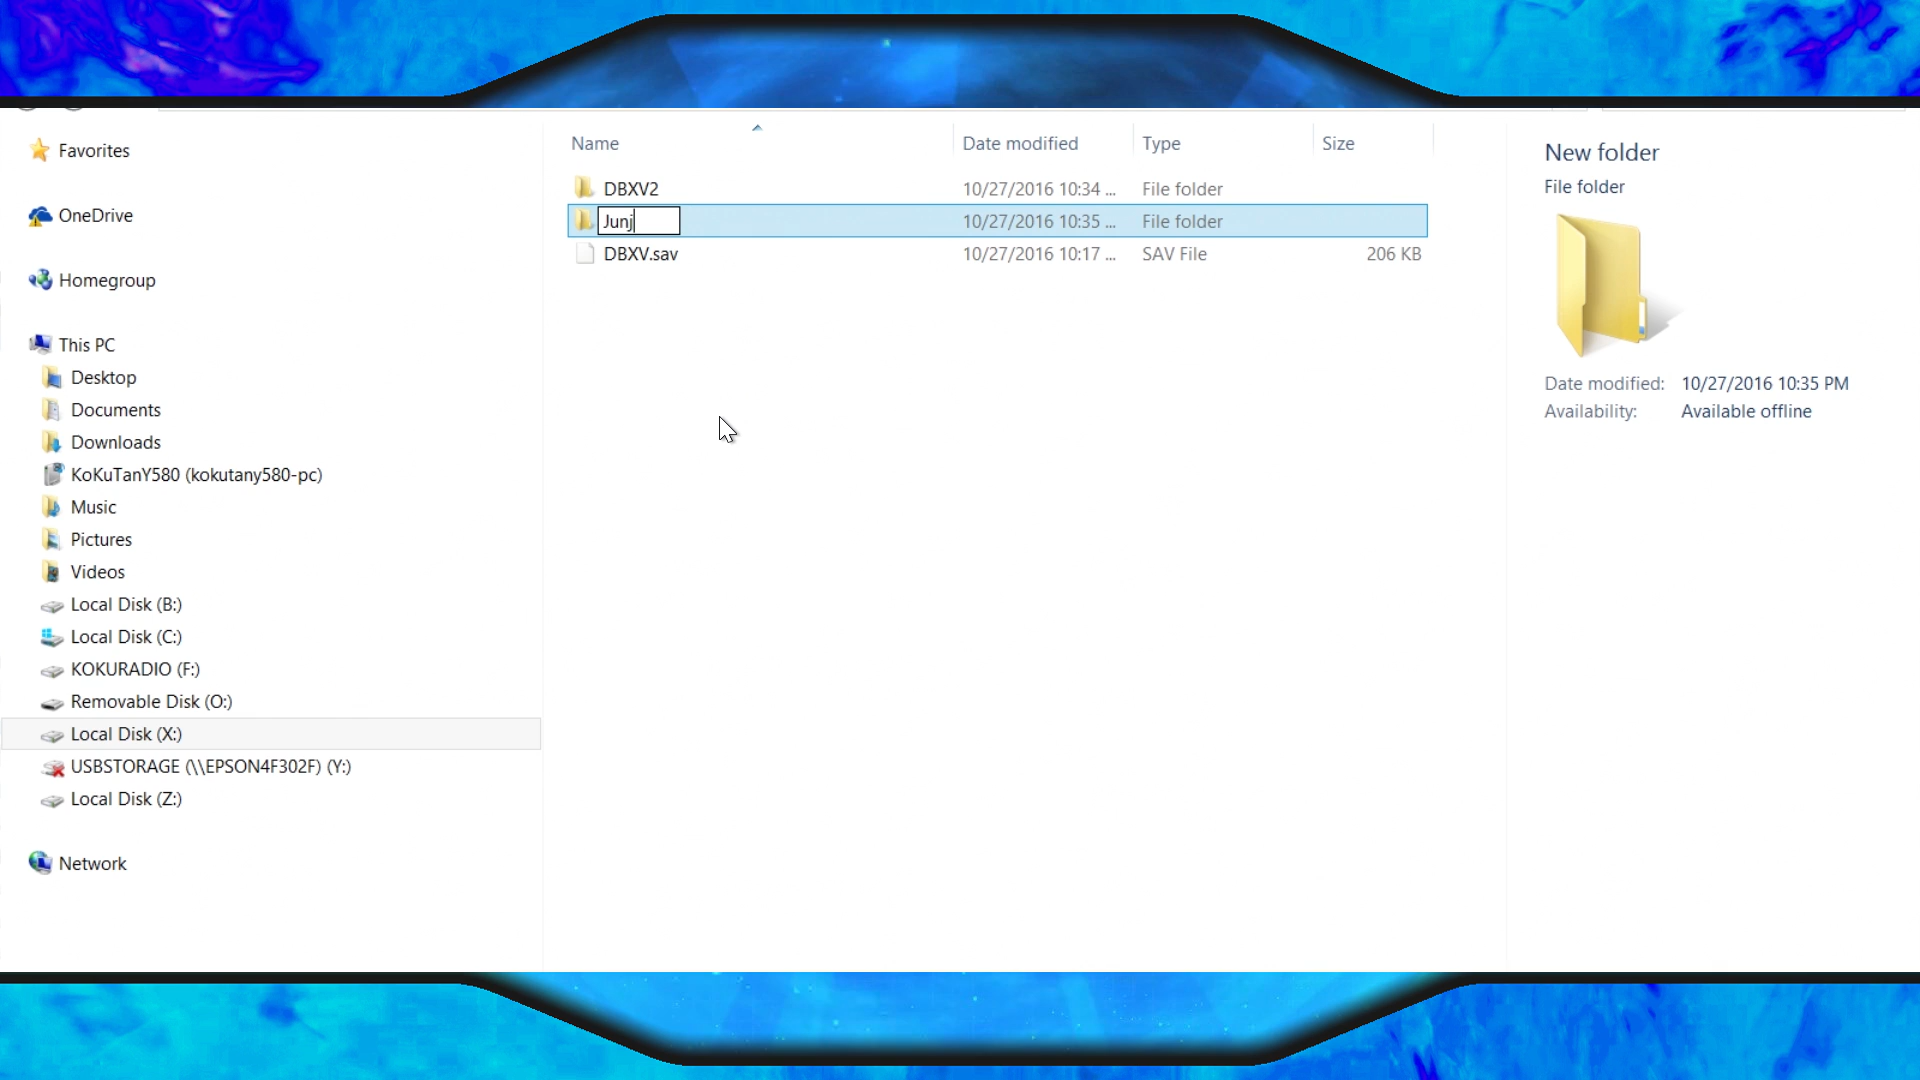 Favorites
OneDrive
Homegroup
This PC
Desktop
Documents
Downloads
KoKuTanY580 (kokutany580-pc)
Music
Pictures
Videos
Local Disk (B:)
Local Disk (C:)
KOKURADIO (F:)
Removable Disk (O:)
Local Disk (X:)
USBSTORAGE (\\EPSON4F302F) (Y:)
Local Disk (Z:)
Network
Name Date modified Type Size
DBXV2 10/27/2016 10:34 ... File folder
Junj 10/27/2016 10:35 ... File folder
DBXV.sav 10/27/2016 10:17 ... SAV File 206 KB
New folder
File folder
Date modified: 10/27/2016 10:35 PM
Availability: Available offline